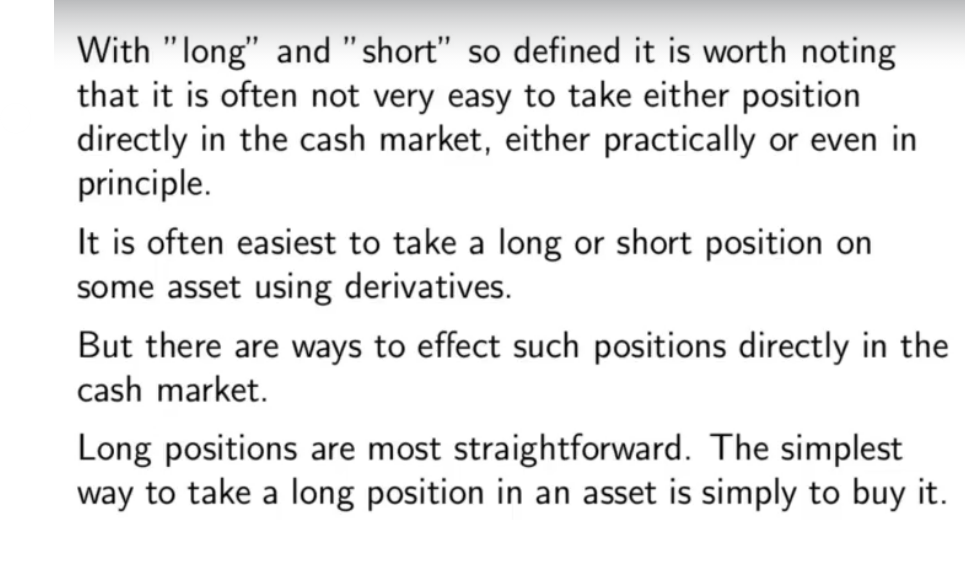 With "long" and "short" so defined it is worth noting
that it is often not very easy to take either position
directly in the cash market, either practically or even in
principle.
It is often easiest to take a long or short position on
some asset using derivatives.
But there are ways to effect such positions directly in the
cash market.
Long positions are most straightforward. The simplest
way to take a long position in an asset is simply to buy it.